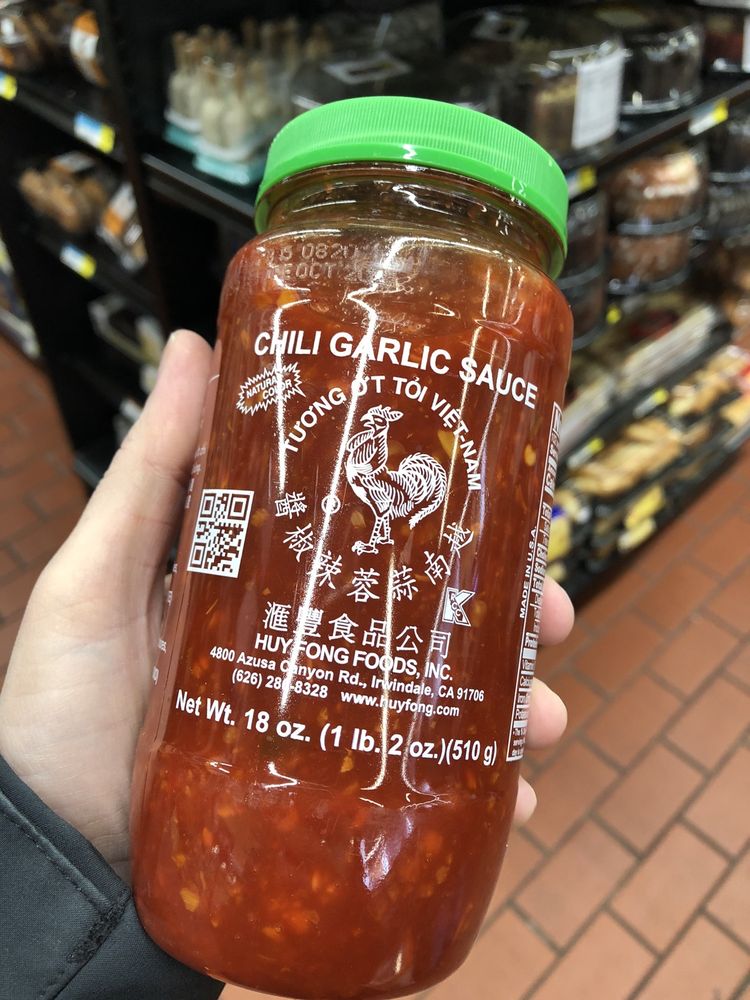 CHILI GARLIC SAUCE
NATURAL
COLOR
TƯƠNG ỚT TỎI VIỆT-NAM
越南蒜蓉辣椒醬
滙豐食品公司
HUY FONG FOODS, INC.
4800 Azusa Canyon Rd., Irwindale, CA 91706
www.huyfong.com
Net Wt. 18 oz. (1 lb. 2 oz.)(510 g)
K
MADE IN U.S.A.